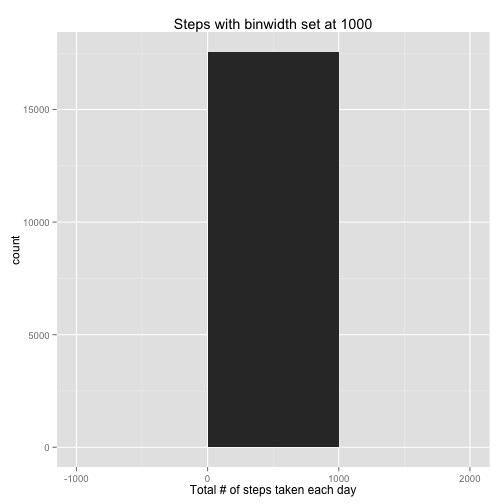 Steps with binwidth set at 1000
count
15000
10000
5000
0
-1000 0 1000 2000
Total # of steps taken each day